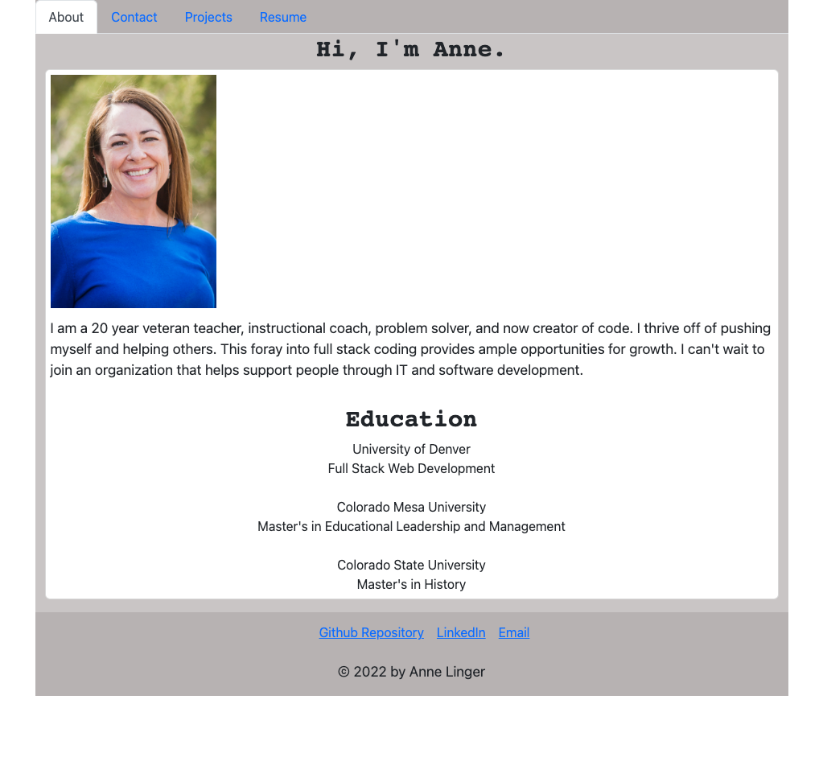 About Contact Projects Resume
Hi, I'm Anne.
I am a 20 year veteran teacher, instructional coach, problem solver, and now creator of code. I thrive off of pushing
myself and helping others. This foray into full stack coding provides ample opportunities for growth. I can't wait to
join an organization that helps support people through IT and software development.
Education
University of Denver
Full Stack Web Development
Colorado Mesa University
Master's in Educational Leadership and Management
Colorado State University
Master's in History
Github Repository LinkedIn Email
© 2022 by Anne Linger